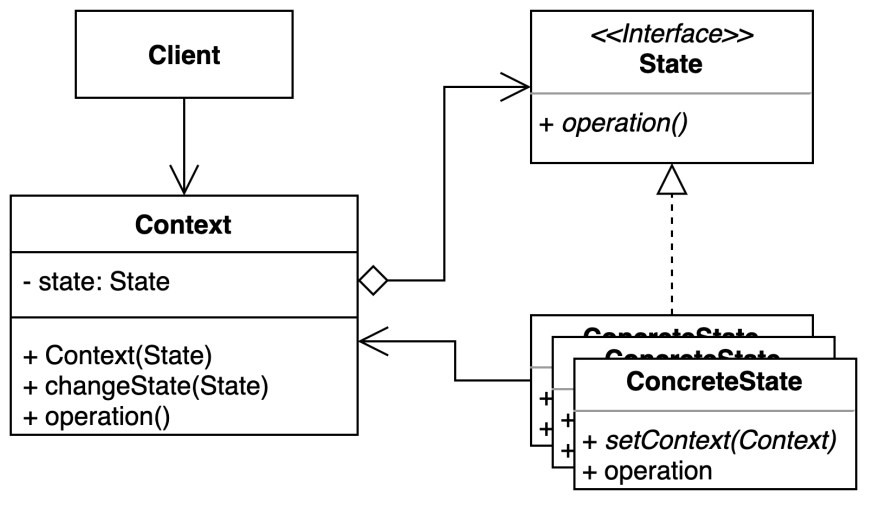 Client
<<Interface>>
State
+ operation()
Context
- state: State
+ Context(State)
+ changeState(State)
+ operation()
ConcreteState
ConcreteState
ConcreteState
+
+
+
+
+ setContext(Context)
+ operation